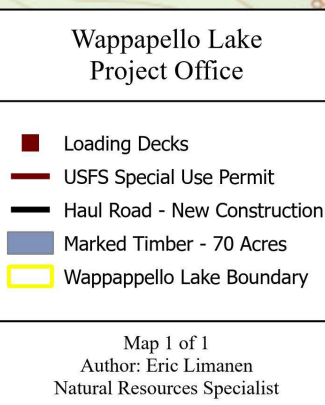 Wappapello Lake
Project Office
Loading Decks
USFS Special Use Permit
Haul Road - New Construction
Marked Timber - 70 Acres
Wappappello Lake Boundary
Map 1 of 1
Author: Eric Limanen
Natural Resources Specialist